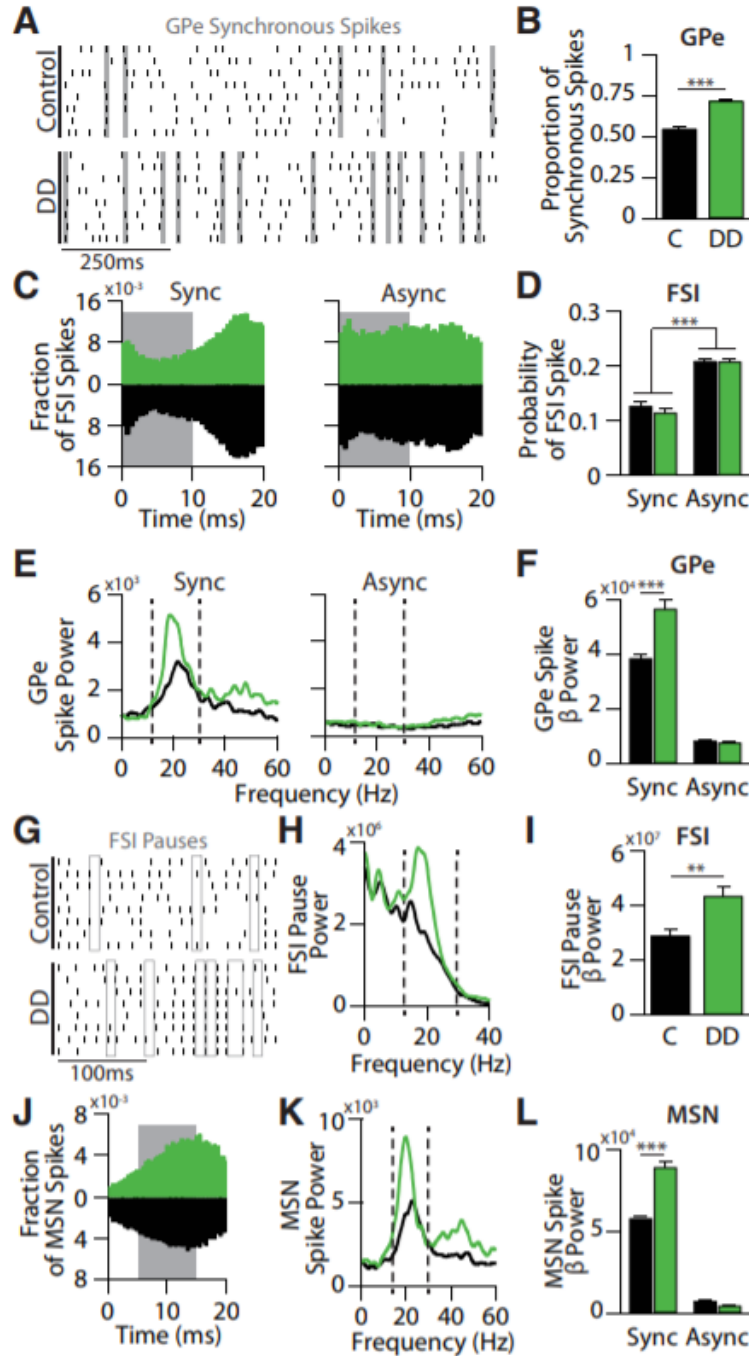 A
GPe Synchronous Spikes
Control
DD
250ms
B
GPe
Proportion of
Synchronous Spikes
1
0.75
0.50
0.25
0
***
C DD
C
x10-3
Sync
Async
Fraction
of FSI Spikes
16
8
0
8
16
0 10 20
0 10 20
Time (ms)
Time (ms)
D
FSI
Probability
of FSI Spike
0.3
0.2
0.1
0
***
Sync Async
E
x10³
Sync
Async
GPe
Spike Power
6
4
2
0
0 20 40 60
0 20 40 60
Frequency (Hz)
F
GPe
GPe Spike
β Power
x10⁴
6
4
2
0
***
Sync Async
G
FSI Pauses
Control
DD
100ms
H
x10⁶
FSI Pause
Power
4
2
0
0 20 40
Frequency (Hz)
I
FSI
x10⁷
FSI Pause
β Power
6
4
2
0
**
C DD
J
x10-3
Fraction
of MSN Spikes
8
4
0
4
8
0 10 20
Time (ms)
K
x10³
MSN
Spike Power
10
5
0
0 20 40 60
Frequency (Hz)
L
MSN
x10⁴
MSN Spike
β Power
10
5
0
***
Sync Async